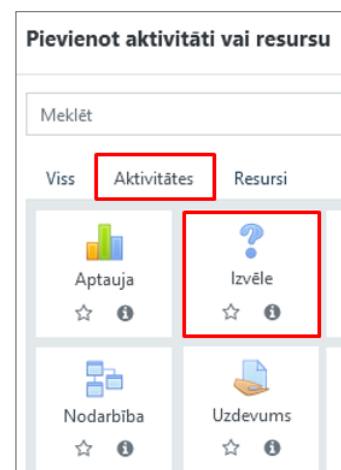 Pievienot aktivitāti vai resursu
Meklēt
Viss Aktivitātes Resursi
Aptauja Izvēle
Nodarbība Uzdevums